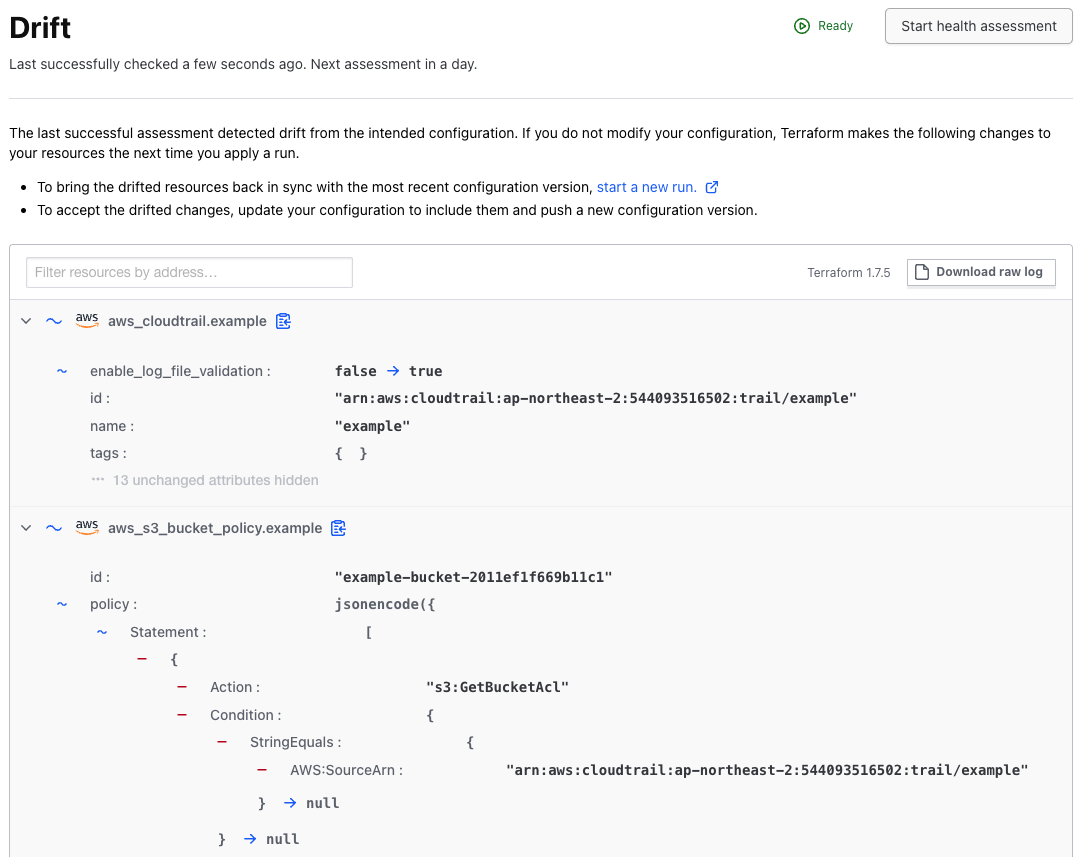 Drift
Ready
Start health assessment
Last successfully checked a few seconds ago. Next assessment in a day.
The last successful assessment detected drift from the intended configuration. If you do not modify your configuration, Terraform makes the following changes to
your resources the next time you apply a run.
• To bring the drifted resources back in sync with the most recent configuration version, start a new run.
• To accept the drifted changes, update your configuration to include them and push a new configuration version.
Filter resources by address…
Terraform 1.7.5
Download raw log
~ aws aws_cloudtrail.example
~ enable_log_file_validation : false → true
id : "arn:aws:cloudtrail:ap-northeast-2:544093516502:trail/example"
name : "example"
tags : { }
··· 13 unchanged attributes hidden
~ aws aws_s3_bucket_policy.example
id : "example-bucket-2011ef1f669b11c1"
~ policy : jsonencode({
~ Statement : [
− {
− Action : "s3:GetBucketAcl"
− Condition : {
− StringEquals : {
− AWS:SourceArn : "arn:aws:cloudtrail:ap-northeast-2:544093516502:trail/example"
} → null
} → null